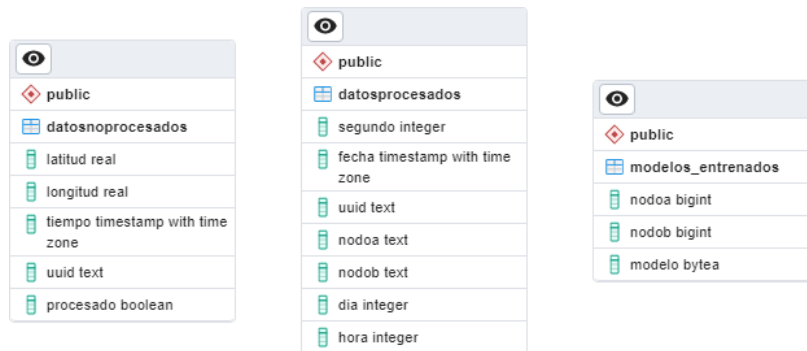 public
datosnoprocesados
latitud real
longitud real
tiempo timestamp with time
zone
uuid text
procesado boolean
public
datosprocesados
segundo integer
fecha timestamp with time
zone
uuid text
nodoa text
nodob text
dia integer
hora integer
public
modelos_entrenados
nodoa bigint
nodob bigint
modelo bytea